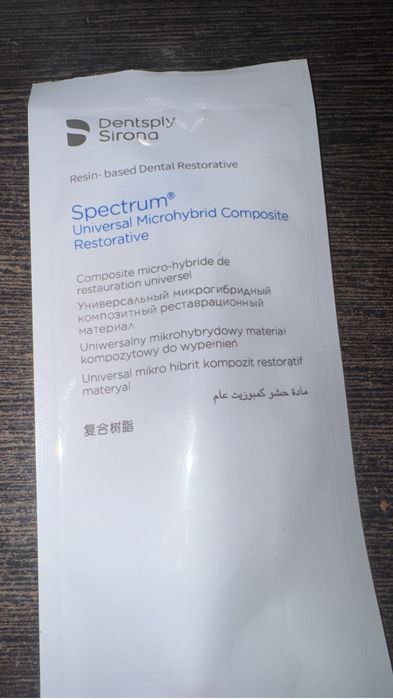 Dentsply
Sirona
Resin- based Dental Restorative
Spectrum®
Universal Microhybrid Composite
Restorative
Composite micro-hybride de
restauration universel
Универсальный микрогибридный
композитный реставрационный
материал
Uniwersalny mikrohybrydowy materiał
kompozytowy do wypełnień
Universal mikro hibrit kompozit restoratif
materyal
مادة حشو كمبوزيت عام
复合树脂